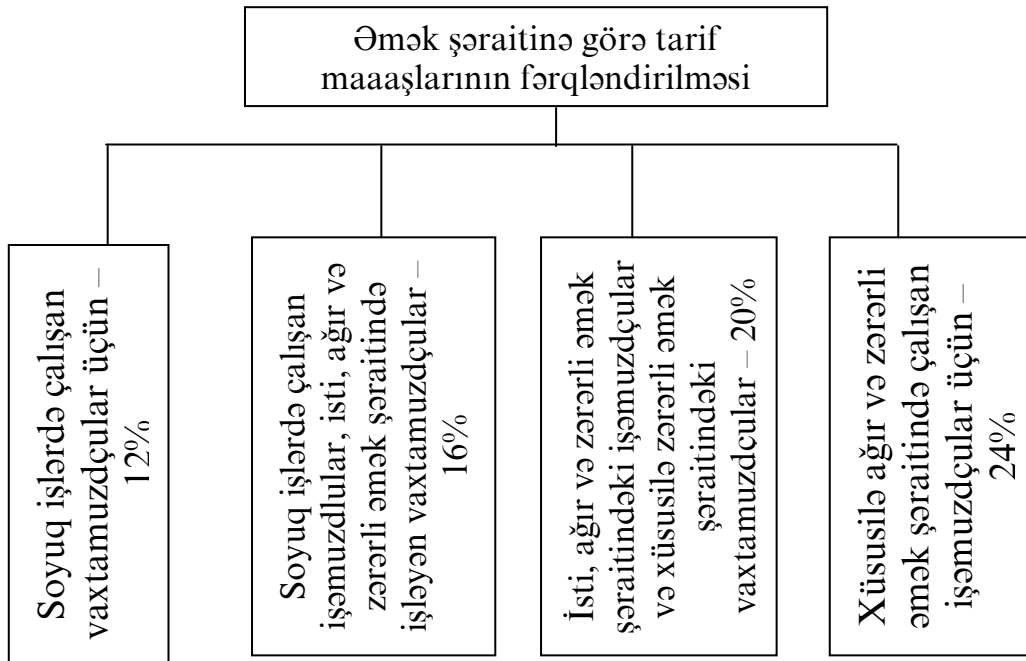 Əmək şəraitinə görə tarif
maaaşlarının fərqləndirilməsi
Soyuq işlərdə çalışan
vaxtamuzdçular üçün –
12%
Soyuq işlərdə çalışan
işəmuzdlular, isti, ağır və
zərərli əmək şəraitində
işləyən vaxtamuzdçular –
16%
İsti, ağır və zərərli əmək
şəraitindəki işəmuzdçular
və xüsusilə zərərli əmək
şəraitindəki
vaxtamuzdçular – 20%
Xüsusilə ağır və zərərli
əmək şəraitində çalışan
işəmuzdçular üçün –
24%